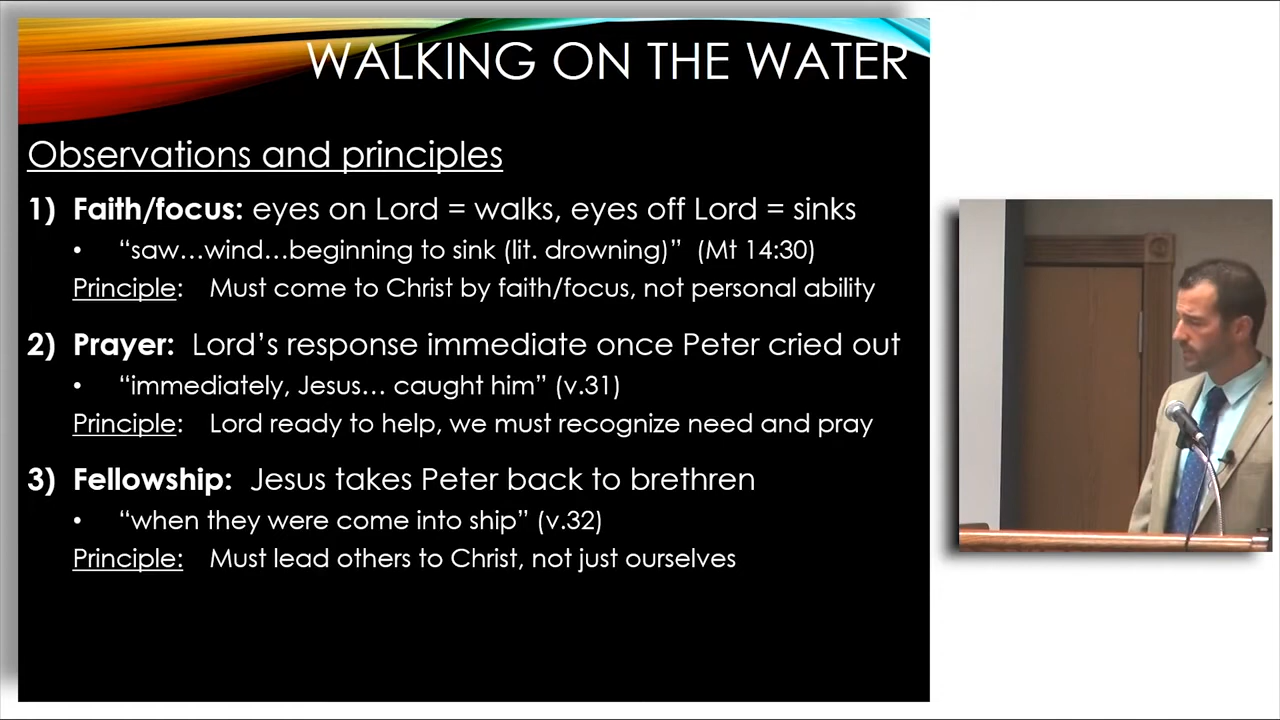 WALKING ON THE WATER
Observations and principles
1) Faith/focus: eyes on Lord = walks, eyes off Lord = sinks
• “saw…wind…beginning to sink (lit. drowning)” (Mt 14:30)
Principle: Must come to Christ by faith/focus, not personal ability
2) Prayer: Lord’s response immediate once Peter cried out
• “immediately, Jesus… caught him” (v.31)
Principle: Lord ready to help, we must recognize need and pray
3) Fellowship: Jesus takes Peter back to brethren
• “when they were come into ship” (v.32)
Principle: Must lead others to Christ, not just ourselves